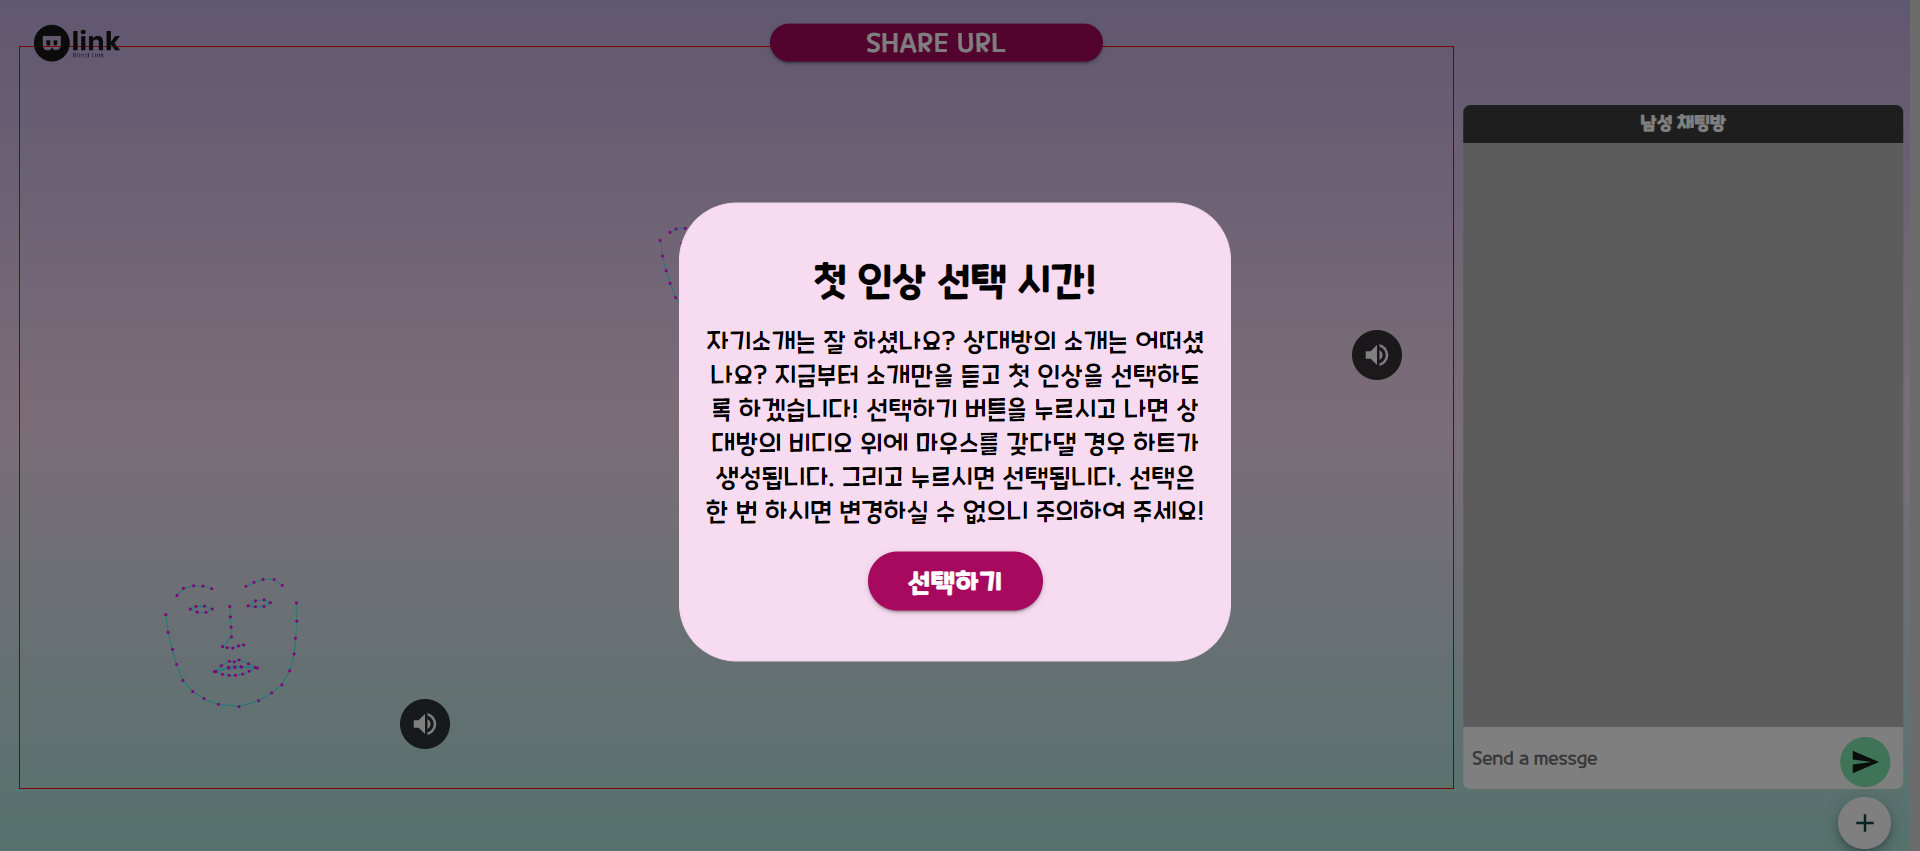 link
Blind Link
SHARE URL
남성 채팅방
첫 인상 선택 시간!
자기소개는 잘 하셨나요? 상대방의 소개는 어떠셨
나요? 지금부터 소개만을 듣고 첫 인상을 선택하도
록 하겠습니다! 선택하기 버튼을 누르시고 나면 상
대방의 비디오 위에 마우스를 갖다댈 경우 하트가
생성됩니다. 그리고 누르시면 선택됩니다. 선택은
한 번 하시면 변경하실 수 없으니 주의하여 주세요!
선택하기
Send a messge